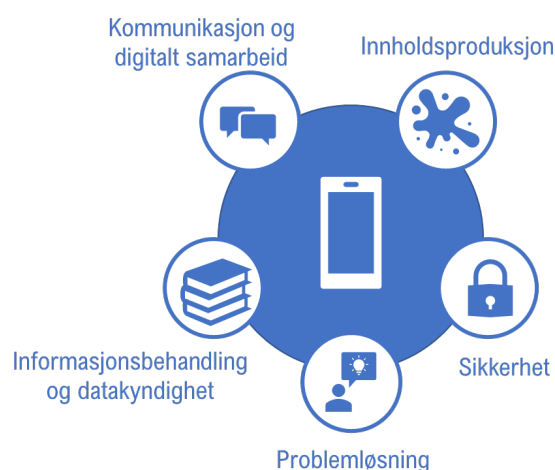 Kommunikasjon og
digitalt samarbeid
Innholdsproduksjon
Informasjonsbehandling
og datakyndighet
Sikkerhet
Problemløsning